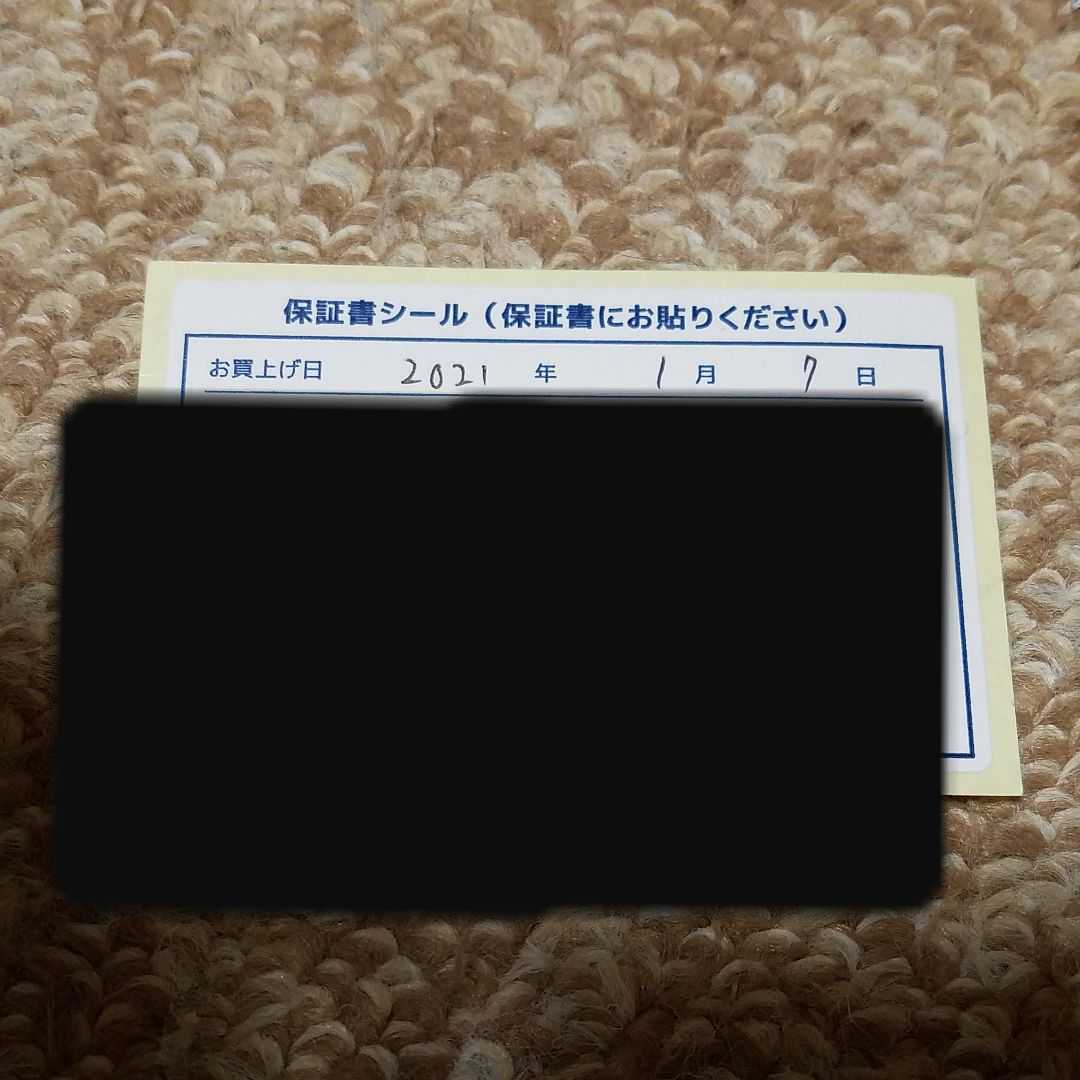 保証書シール（保証書にお貼りください）
お買上げ日 2021 年 1 月 7 日